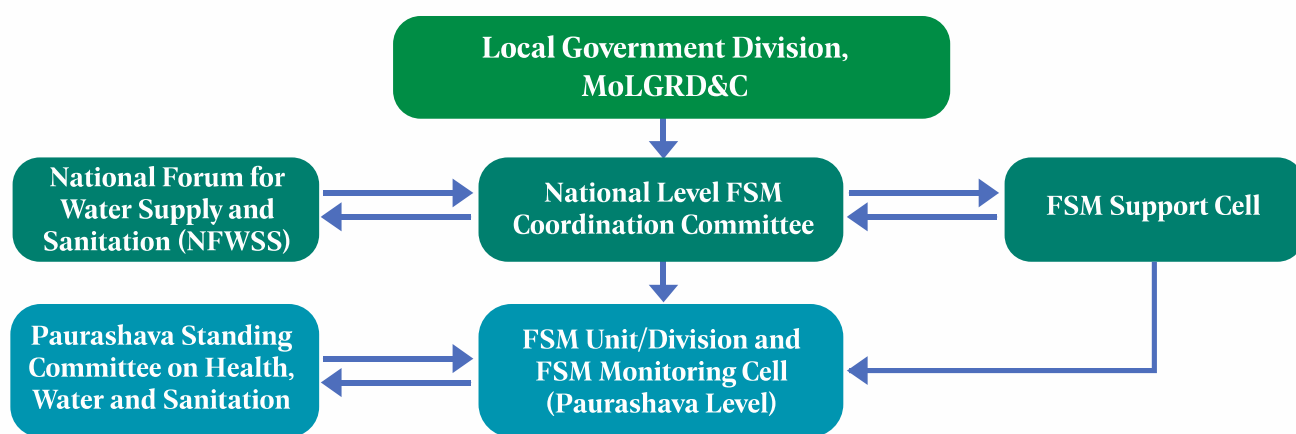 Local Government Division,
MoLGRD&C
National Forum for
Water Supply and
Sanitation (NFWSS)
National Level FSM
Coordination Committee
FSM Support Cell
Paurashava Standing
Committee on Health,
Water and Sanitation
FSM Unit/Division and
FSM Monitoring Cell
(Paurashava Level)